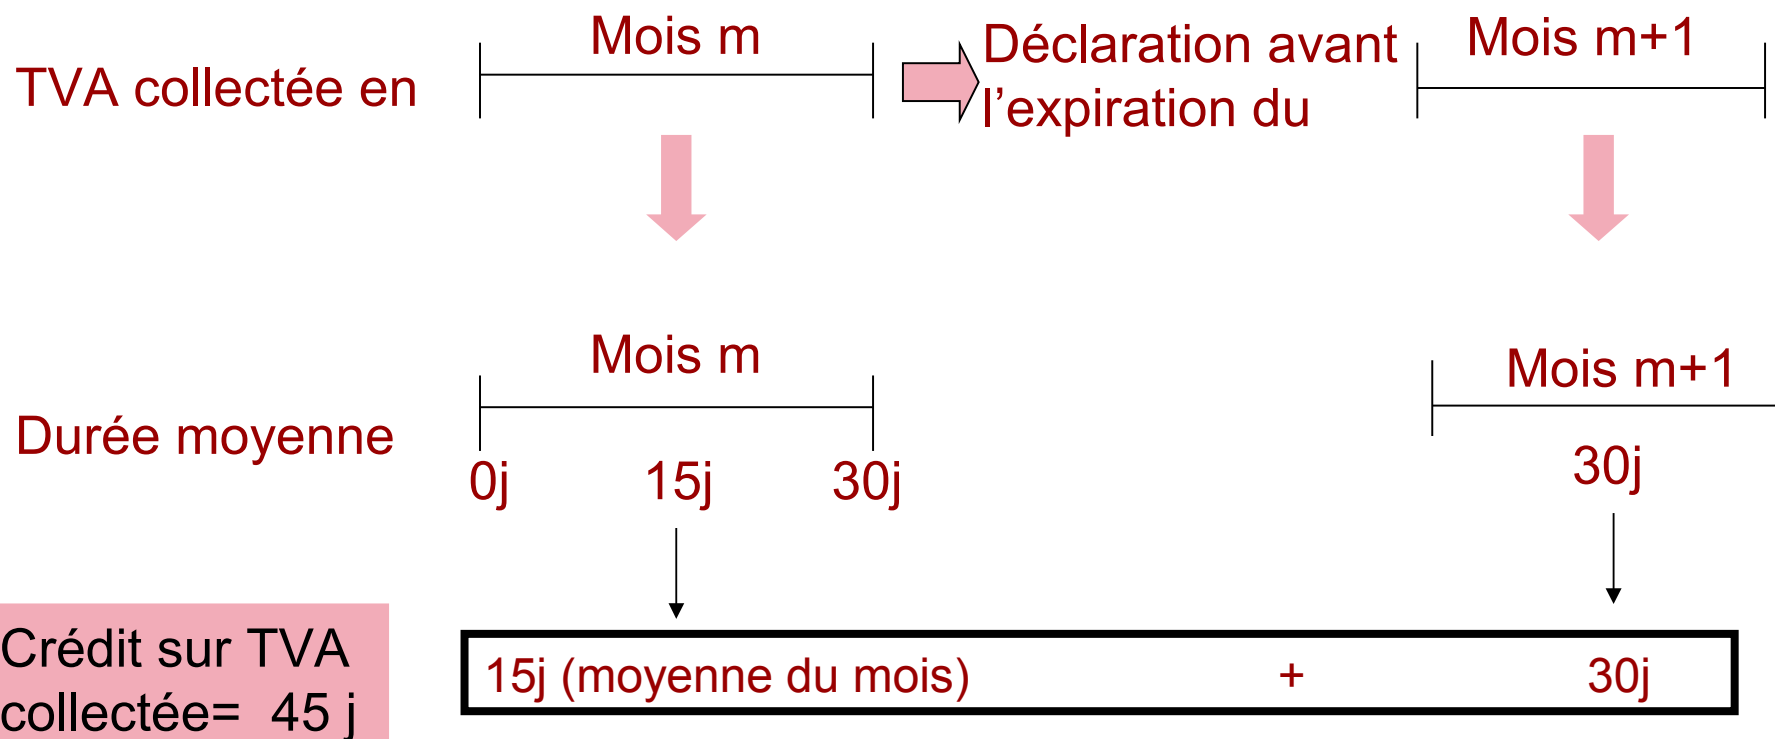 TVA collectée en
Mois m
Déclaration avant
l’expiration du
Mois m+1
Durée moyenne
Mois m
Mois m+1
0j 15j 30j
30j
Crédit sur TVA
collectée= 45 j
15j (moyenne du mois) + 30j